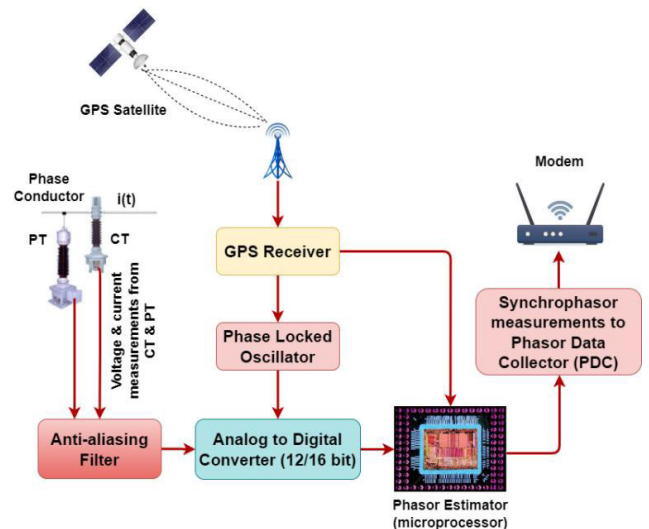 GPS Satellite
Phase
Conductor
i(t)
PT
CT
Voltage & current
measurements from
CT & PT
GPS Receiver
Phase Locked
Oscillator
Modem
Synchrophasor
measurements to
Phasor Data
Collector (PDC)
Anti-aliasing
Filter
Analog to Digital
Converter (12/16 bit)
Phasor Estimator
(microprocessor)